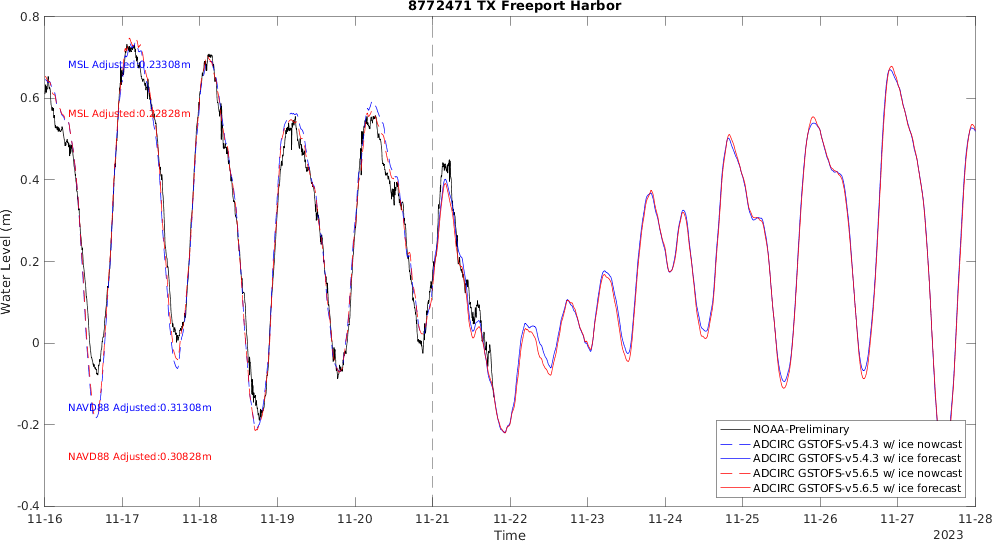 8772471 TX Freeport Harbor
0.8
0.6
0.4
0.2
0
-0.2
-0.4
Water Level (m)
MSL Adjusted:0.23308m
MSL Adjusted:0.22828m
NAVD88 Adjusted:0.31308m
NAVD88 Adjusted:0.30828m
NOAA-Preliminary
ADCIRC GSTOFS-v5.4.3 w/ ice nowcast
ADCIRC GSTOFS-v5.4.3 w/ ice forecast
ADCIRC GSTOFS-v5.6.5 w/ ice nowcast
ADCIRC GSTOFS-v5.6.5 w/ ice forecast
11-16 11-17 11-18 11-19 11-20 11-21 11-22 11-23 11-24 11-25 11-26 11-27 11-28
Time
2023